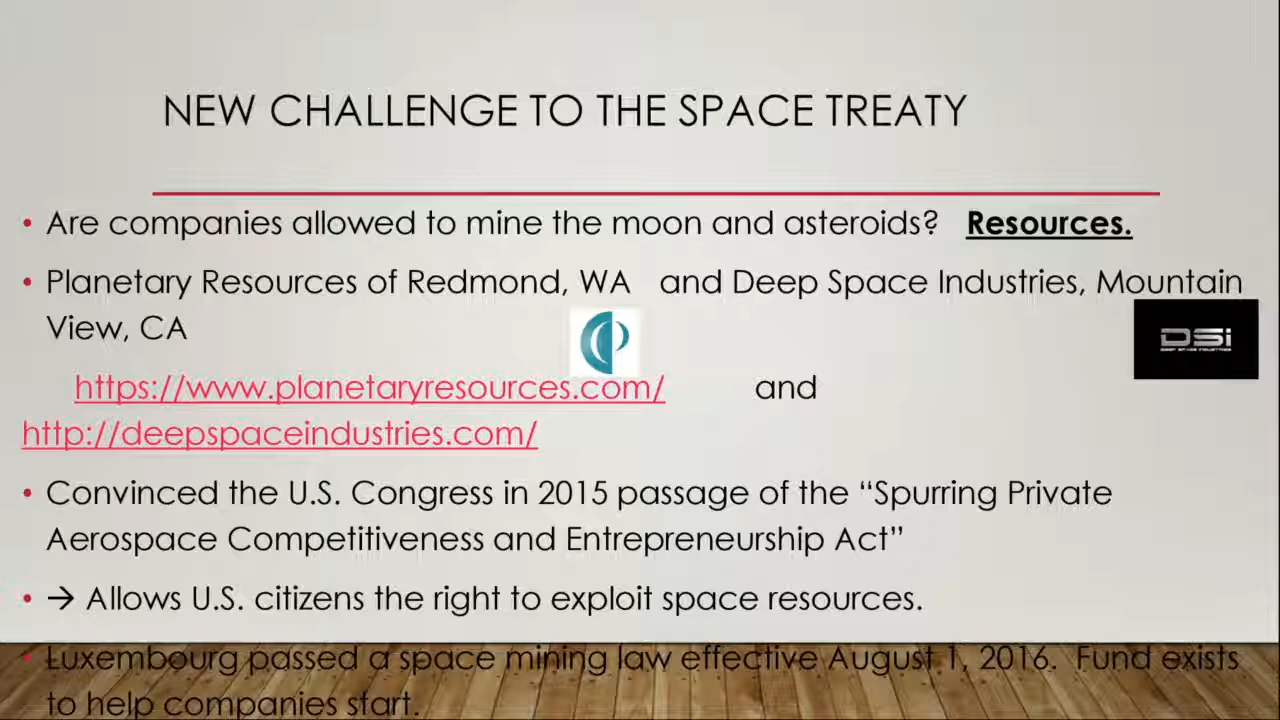 NEW CHALLENGE TO THE SPACE TREATY
• Are companies allowed to mine the moon and asteroids? Resources.
• Planetary Resources of Redmond, WA and Deep Space Industries, Mountain
View, CA
DSi
DEEP SPACE INDUSTRIES
https://www.planetaryresources.com/ and
http://deepspaceindustries.com/
• Convinced the U.S. Congress in 2015 passage of the “Spurring Private
Aerospace Competitiveness and Entrepreneurship Act”
• → Allows U.S. citizens the right to exploit space resources.
• Luxembourg passed a space mining law effective August 1, 2016. Fund exists
to help companies start.